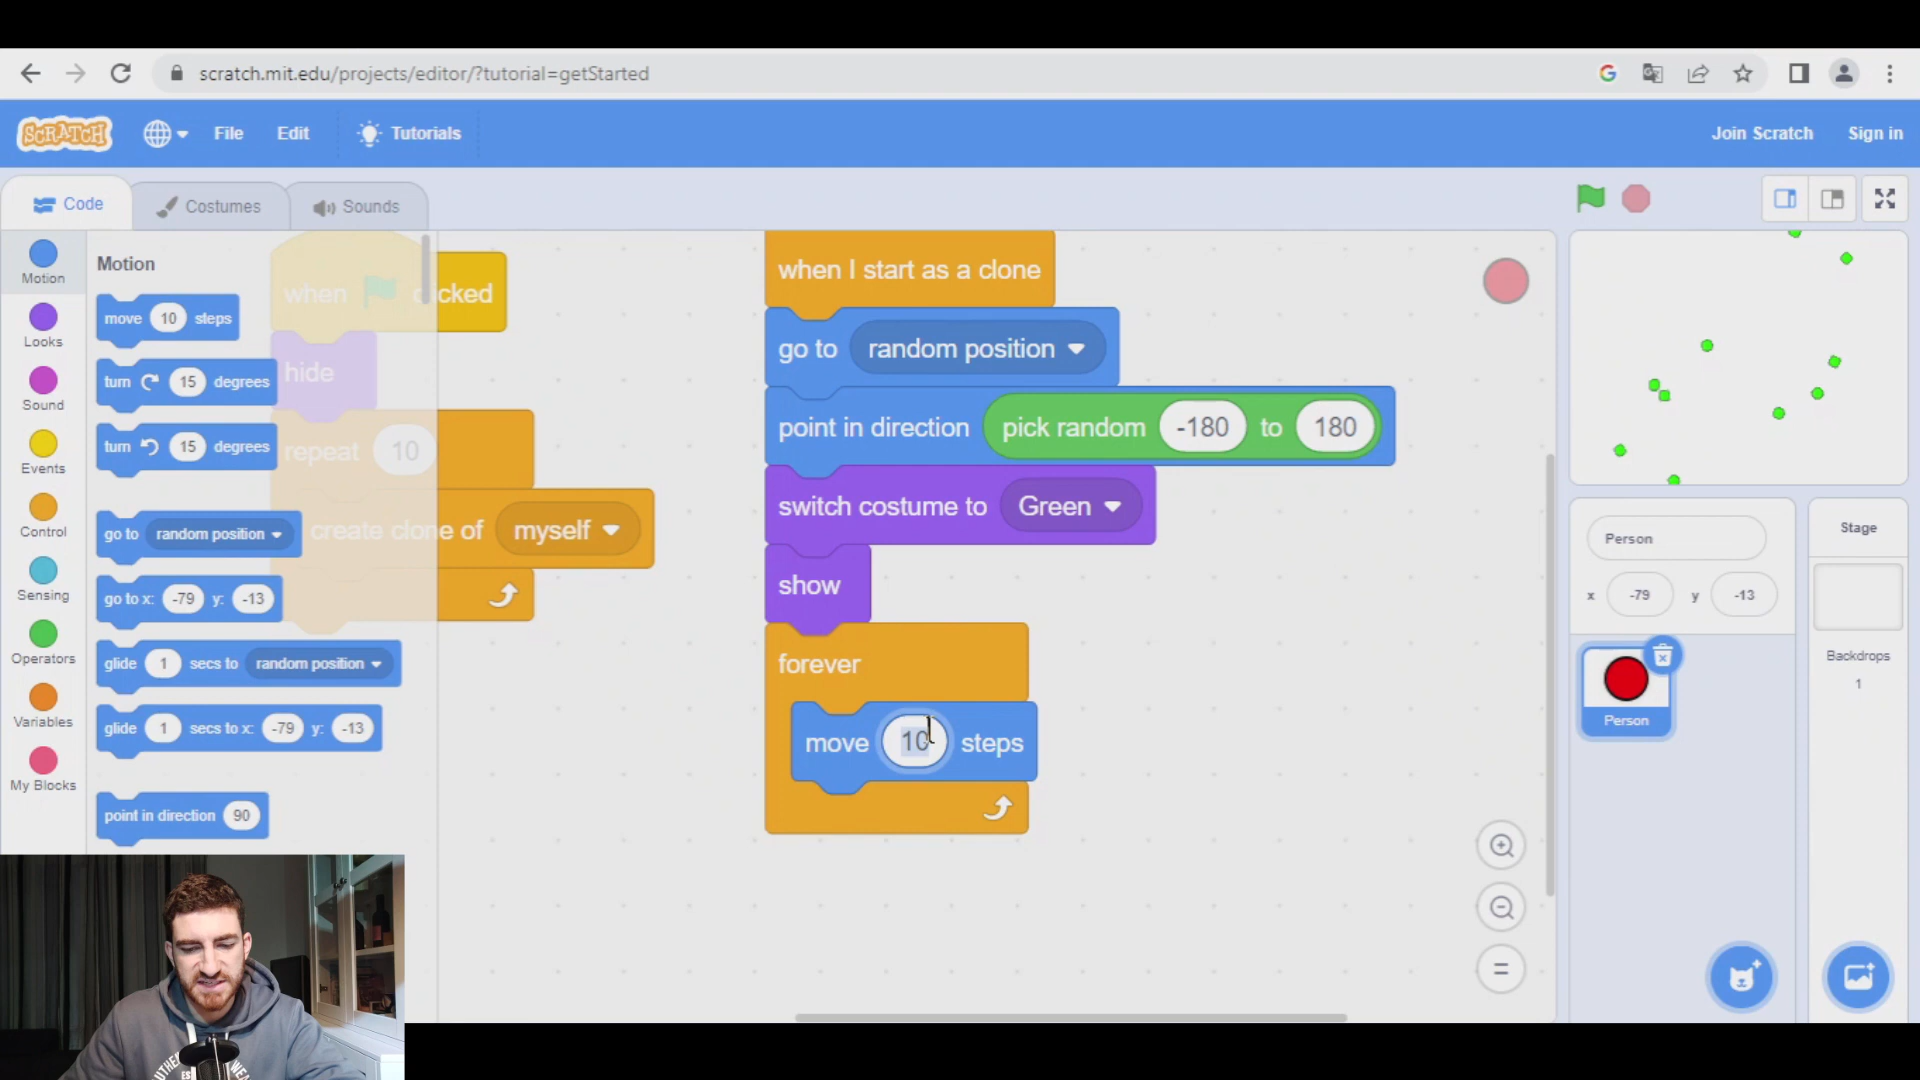 scratch.mit.edu/projects/editor/?tutorial=getStarted
SCRATCH File Edit Tutorials Join Scratch Sign in
Code Costumes Sounds
Motion
Looks
Sound
Events
Control
Sensing
Operators
Variables
My Blocks
Motion
move 10 steps
turn 15 degrees
turn 15 degrees
go to random position
go to x: -79 y: -13
glide 1 secs to random position
glide 1 secs to x: -79 y: -13
point in direction 90
when clicked
hide
repeat 10
create clone of myself
when I start as a clone
go to random position
point in direction pick random -180 to 180
switch costume to Green
show
forever
move 10 steps
Person
x -79 y -13
Person
Stage
Backdrops
1